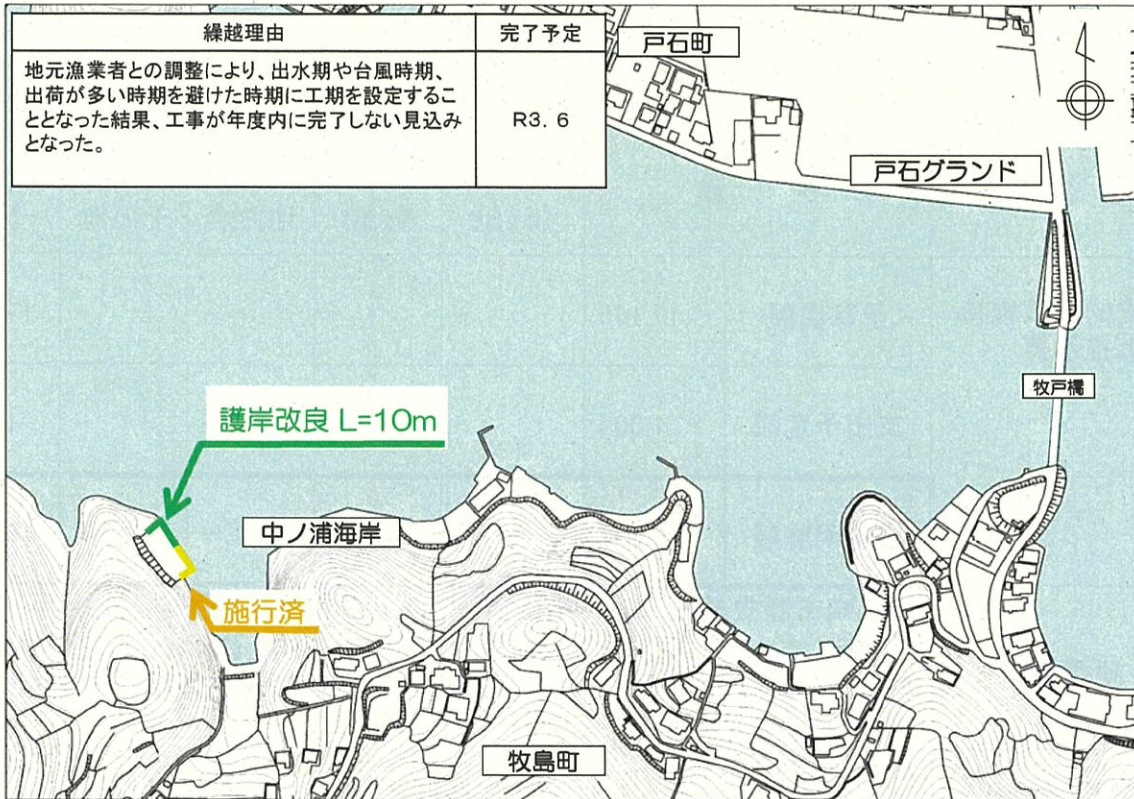 繰越理由
完了予定
地元漁業者との調整により、出水期や台風時期、
出荷が多い時期を避けた時期に工期を設定するこ
ととなった結果、工事が年度内に完了しない見込み
となった。
R3. 6
戸石町
戸石グランド
牧戸橋
護岸改良 L=10m
中ノ浦海岸
施行済
牧島町